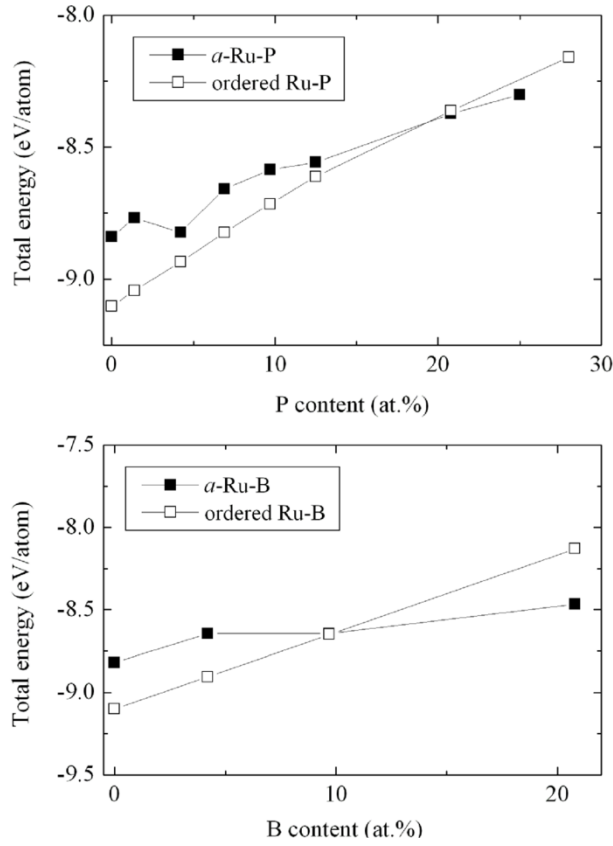 -8.0
a-Ru-P
ordered Ru-P
-8.5
-9.0
Total energy (eV/atom)
0 10 20 30
P content (at.%)
-7.5
a-Ru-B
ordered Ru-B
-8.0
-8.5
-9.0
-9.5
Total energy (eV/atom)
0 10 20
B content (at.%)